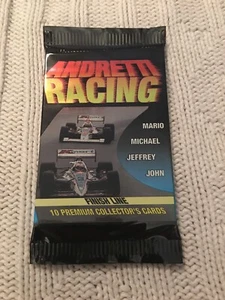 ANDRETTI
RACING
MARIO
MICHAEL
JEFFREY
JOHN
FINISH LINE
10 PREMIUM COLLECTOR'S CARDS